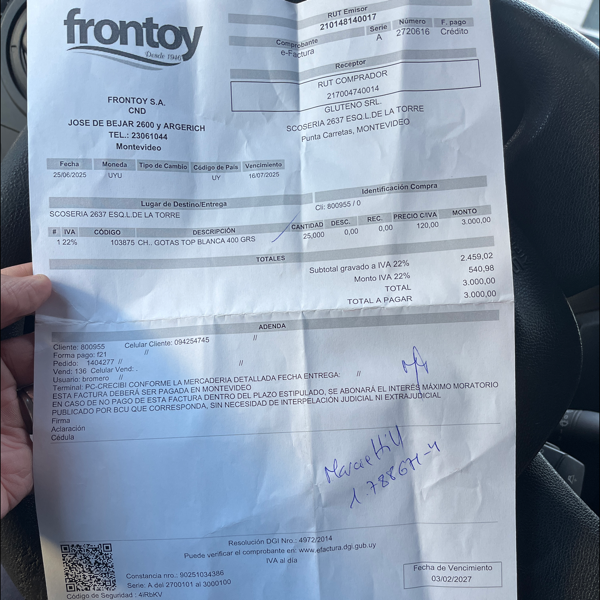 frontoy
Desde 1946
FRONTOY S.A.
CND
JOSE DE BEJAR 2600 y ARGERICH
TEL.: 23061044
Montevideo
RUT Emisor
210148140017
Comprobante Serie Número F. pago
e-Factura A 2720616 Crédito
Receptor
RUT COMPRADOR
217004740014
GLUTENO SRL.
SCOSERIA 2637 ESQ.L.DE LA TORRE
Punta Carretas, MONTEVIDEO
Fecha Moneda Tipo de Cambio Código de País Vencimiento
25/06/2025 UYU UY 16/07/2025
Lugar de Destino/Entrega
SCOSERIA 2637 ESQ.L.DE LA TORRE
Identificación Compra
Cli: 800955 / 0
# IVA CÓDIGO DESCRIPCIÓN CANTIDAD DESC. REC. PRECIO C/IVA MONTO
1 22% 103875 CH.. GOTAS TOP BLANCA 400 GRS 25,000 0,00 0,00 120,00 3.000,00
TOTALES
Subtotal gravado a IVA 22% 2.459,02
Monto IVA 22% 540,98
TOTAL 3.000,00
TOTAL A PAGAR 3.000,00
ADENDA
Cliente: 800955 Celular Cliente: 094254745 //
Forma pago: f21 //
Pedido: 1404277 // //
Vend: 136 Celular Vend: .
Usuario: bromero //
Terminal: PC-CRECIBI CONFORME LA MERCADERIA DETALLADA FECHA ENTREGA: //
ESTA FACTURA DEBERÁ SER PAGADA EN MONTEVIDEO
EN CASO DE NO PAGO DE ESTA FACTURA DENTRO DEL PLAZO ESTIPULADO, SE ABONARÁ EL INTERÉS MÁXIMO MORATORIO
PUBLICADO POR BCU QUE CORRESPONDA, SIN NECESIDAD DE INTERPELACIÓN JUDICIAL NI EXTRAJUDICIAL
Firma
Aclaración
Cédula
1.788671-4
Resolución DGI Nro.: 4972/2014
Puede verificar el comprobante en: www.efactura.dgi.gub.uy
IVA al día
Constancia nro.: 90251034386
Serie: A del 2700101 al 3000100
Código de Seguridad : 4iRbKV
Fecha de Vencimiento
03/02/2027